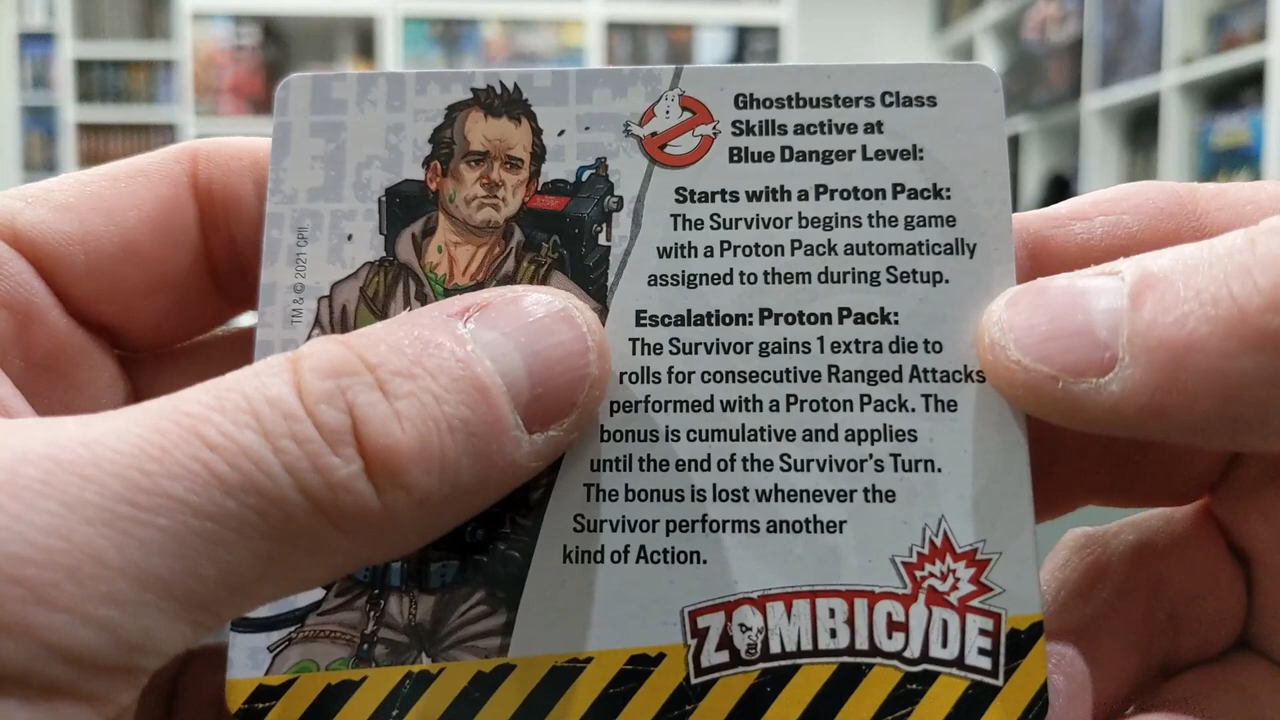 Ghostbusters Class
Skills active at
Blue Danger Level:
Starts with a Proton Pack:
The Survivor begins the game
with a Proton Pack automatically
assigned to them during Setup.
Escalation: Proton Pack:
The Survivor gains 1 extra die to
rolls for consecutive Ranged Attacks
performed with a Proton Pack. The
bonus is cumulative and applies
until the end of the Survivor's Turn.
The bonus is lost whenever the
Survivor performs another
kind of Action.
ZOMBICIDE
TM & © 2021 CPII.